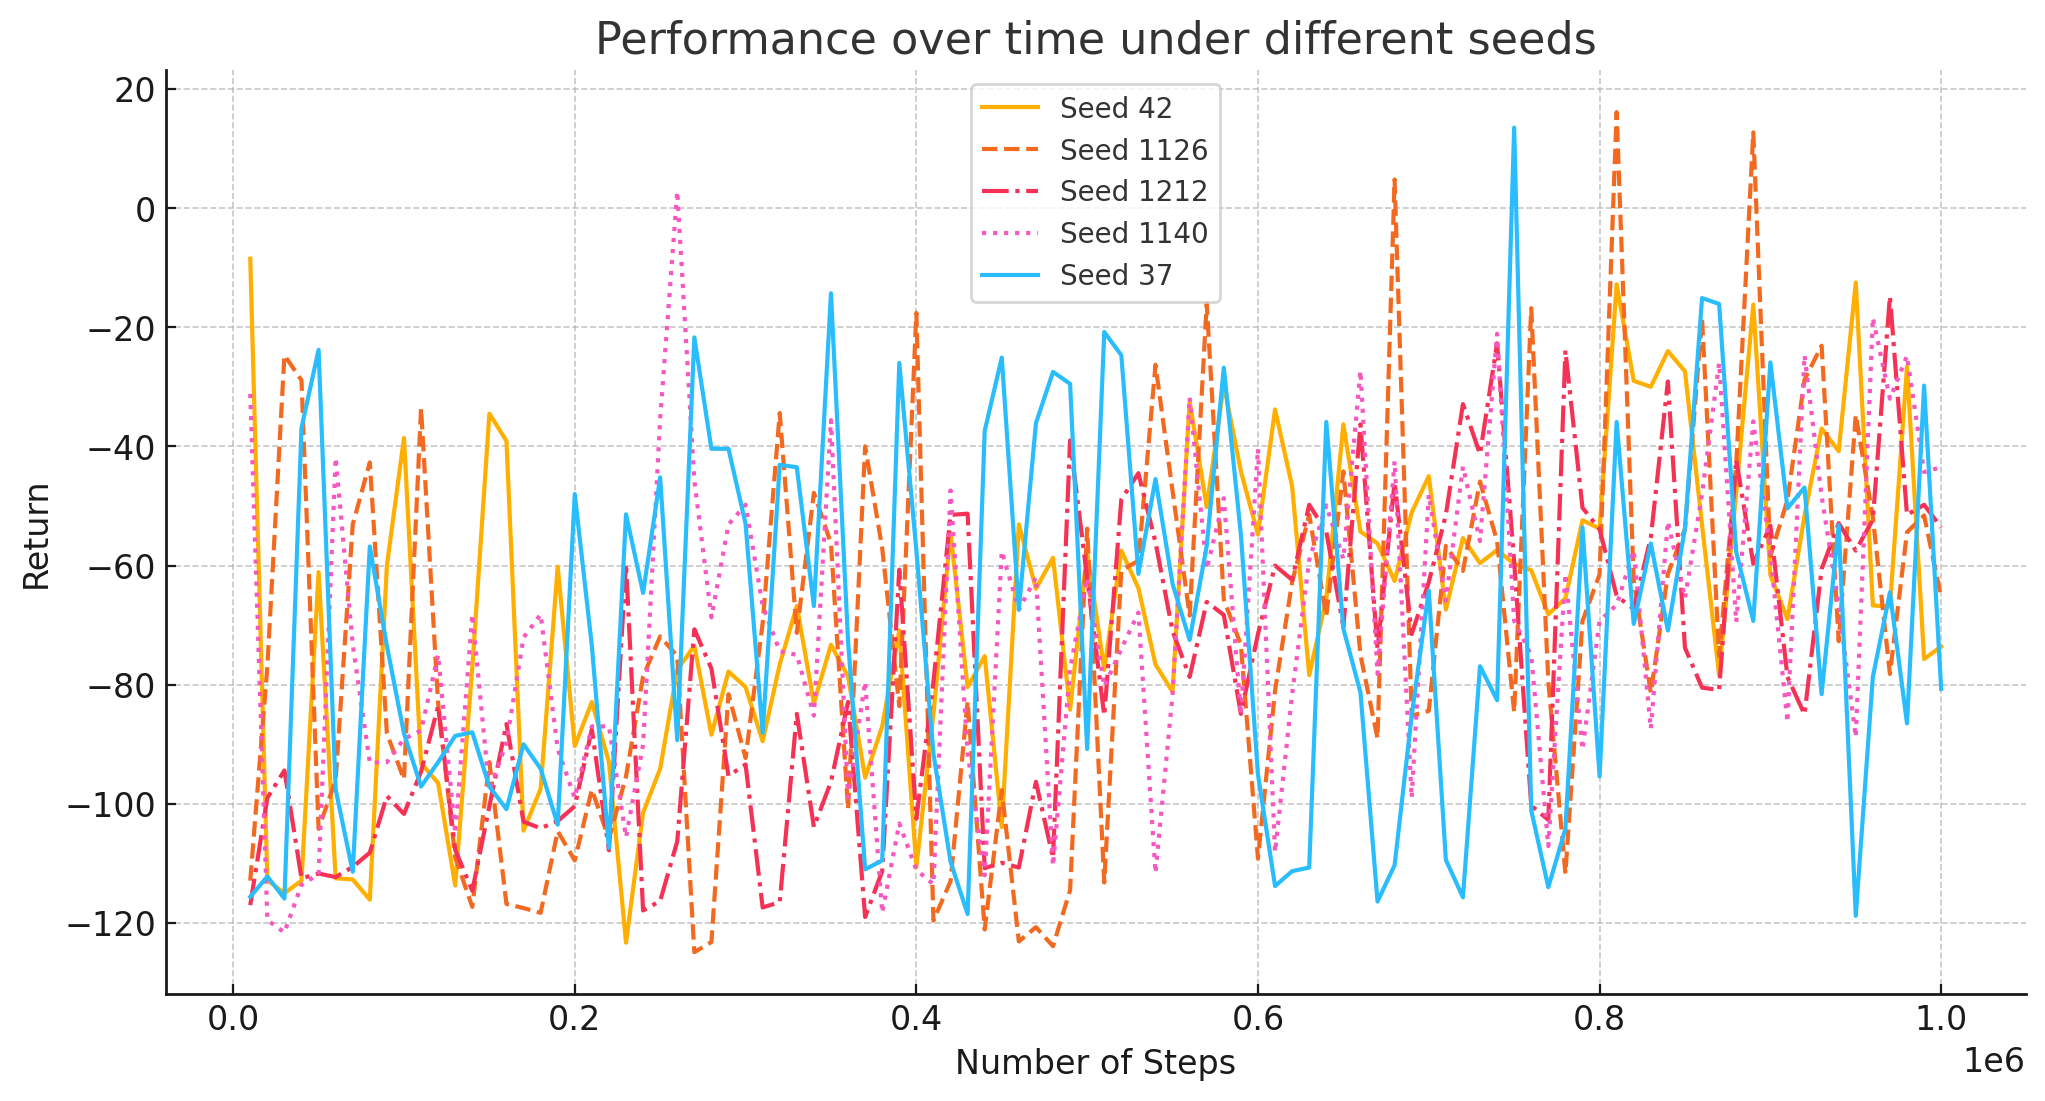 Performance over time under different seeds
20
0
−20
−40
−60
−80
−100
−120
Return
Seed 42
Seed 1126
Seed 1212
Seed 1140
Seed 37
0.0 0.2 0.4 0.6 0.8 1.0
1e6
Number of Steps